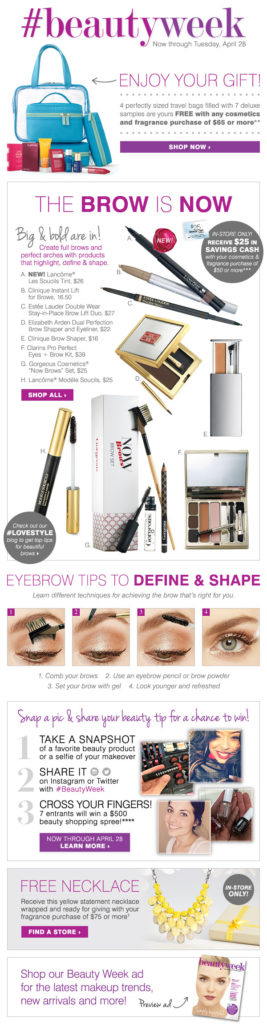 #beautyweek
Now through Tuesday, April 28
ENJOY YOUR GIFT!
4 perfectly sized travel bags filled with 7 deluxe
samples are yours FREE with any cosmetics
and fragrance purchase of $65 or more**
SHOP NOW ›
THE BROW IS NOW
Big & bold are in!
Create full brows and
perfect arches with products
that highlight, define & shape.
A. NEW! Lancôme®
Les Sourcils Tint, $26
B. Clinique Instant Lift
for Brows, 16.50
C. Estée Lauder Double Wear
Stay-in-Place Brow Lift Duo, $27
D. Elizabeth Arden Dual Perfection
Brow Shaper and Eyeliner, $22
E. Clinique Brow Shaper, $16
F. Clarins Pro Perfect
Eyes + Brow Kit, $39
G. Gorgeous Cosmetics®
"Now Brows" Set, $25
H. Lancôme® Modèle Sourcils, $25
SHOP ALL ›
NEW!
IN-STORE ONLY!
RECEIVE $25 IN
SAVINGS CASH
with your cosmetics &
fragrance purchase of
$50 or more***
A.
B.
C.
D.
E.
F.
G.
H.
NOW
Brows
BROW SET
Gorgeous
Check out our
#LOVESTYLE
blog to get top tips
for beautiful
brows ›
EYEBROW TIPS TO DEFINE & SHAPE
Learn different techniques for achieving the brow that's right for you.
1
2
3
4
1. Comb your brows 2. Use an eyebrow pencil or brow powder
3. Set your brow with gel 4. Look younger and refreshed
Snap a pic & share your beauty tip for a chance to win!
1 TAKE A SNAPSHOT
of a favorite beauty product
or a selfie of your makeover
2 SHARE IT
on Instagram or Twitter
with #BeautyWeek
3 CROSS YOUR FINGERS!
7 entrants will win a $500
beauty shopping spree!****
NOW THROUGH APRIL 28
LEARN MORE ›
FREE NECKLACE
Receive this yellow statement necklace
wrapped and ready for giving with your
fragrance purchase of $75 or more†
FIND A STORE ›
IN-STORE
ONLY!
Shop our Beauty Week ad
for the latest makeup trends,
new arrivals and more!
Preview ad
beautyweek